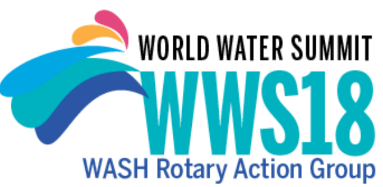 WORLD WATER SUMMIT
WWS18
WASH Rotary Action Group